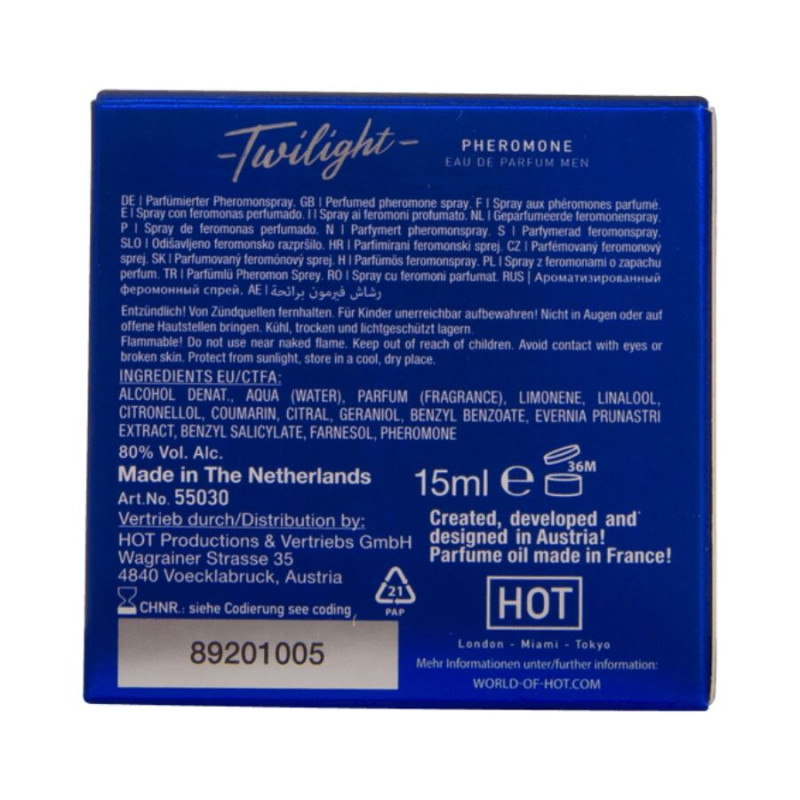 -Twilight-
PHEROMONE
EAU DE PARFUM MEN
DE | Parfümierter Pheromonspray. GB | Perfumed pheromone spray. F | Spray aux phéromones parfumé.
E | Spray con feromonas perfumado. I | Spray ai feromoni profumato. NL | Geparfumeerde feromonenspray.
P | Spray de feromonas perfumado. N | Parfymert pheromonspray. S | Parfymerad feromonspray.
SLO | Odišavljeno feromonsko razpršilo. HR | Parfimirani feromonski sprej. CZ | Parfémovaný feromonový
sprej. SK | Parfumovaný feromónový sprej. H | Parfümös feromonspray. PL | Spray z feromonami o zapachu
perfum. TR | Parfümlü Pheromon Sprey. RO | Spray cu feromoni parfumat. RUS | Ароматизированный
феромонный спрей. AE | رشاش فيرمون برائحة
Entzündlich! Von Zündquellen fernhalten. Für Kinder unerreichbar aufbewahren! Nicht in Augen oder auf
offene Hautstellen bringen. Kühl, trocken und lichtgeschützt lagern.
Flammable! Do not use near naked flame. Keep out of reach of children. Avoid contact with eyes or
broken skin. Protect from sunlight, store in a cool, dry place.
INGREDIENTS EU/CTFA:
ALCOHOL DENAT., AQUA (WATER), PARFUM (FRAGRANCE), LIMONENE, LINALOOL,
CITRONELLOL, COUMARIN, CITRAL, GERANIOL, BENZYL BENZOATE, EVERNIA PRUNASTRI
EXTRACT, BENZYL SALICYLATE, FARNESOL, PHEROMONE
80% Vol. Alc.
Made in The Netherlands
Art.No. 55030
Vertrieb durch/Distribution by:
HOT Productions & Vertriebs GmbH
Wagrainer Strasse 35
4840 Voecklabruck, Austria
CHNR.: siehe Codierung see coding
89201005
21
PAP
15ml e
36M
Created, developed and
designed in Austria!
Parfume oil made in France!
HOT
London - Miami - Tokyo
Mehr Informationen unter/further information:
WORLD-OF-HOT.COM